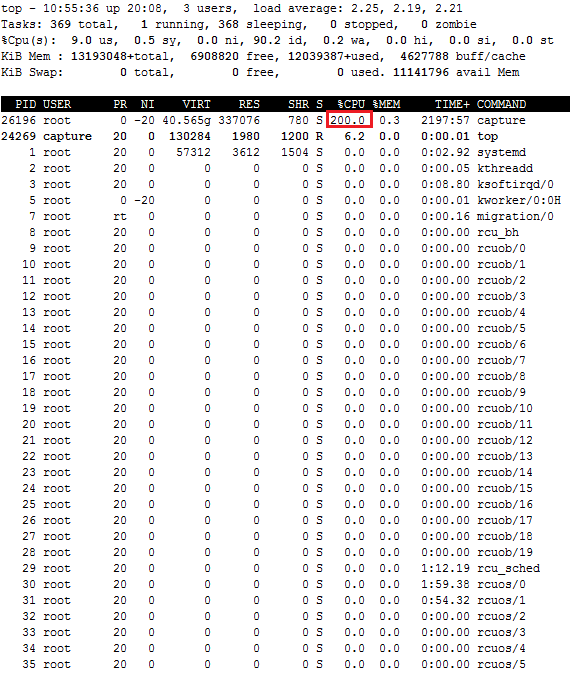 top - 10:55:36 up 20:08,  3 users,  load average: 2.25, 2.19, 2.21
Tasks: 369 total,   1 running, 368 sleeping,   0 stopped,   0 zombie
%Cpu(s):  9.0 us,  0.5 sy,  0.0 ni, 90.2 id,  0.2 wa,  0.0 hi,  0.0 si,  0.0 st
KiB Mem : 13193048+total,  6908820 free, 12039387+used,  4627788 buff/cache
KiB Swap:        0 total,        0 free,        0 used. 11141796 avail Mem
PID USER PR NI VIRT RES SHR S %CPU %MEM TIME+ COMMAND
26196 root 0 -20 40.565g 337076 780 S 200.0 0.3 2197:57 capture
24269 capture 20 0 130284 1980 1200 R 6.2 0.0 0:00.01 top
1 root 20 0 57312 3612 1504 S 0.0 0.0 0:02.92 systemd
2 root 20 0 0 0 0 S 0.0 0.0 0:00.05 kthreadd
3 root 20 0 0 0 0 S 0.0 0.0 0:08.80 ksoftirqd/0
5 root 0 -20 0 0 0 S 0.0 0.0 0:00.01 kworker/0:0H
7 root rt 0 0 0 0 S 0.0 0.0 0:00.16 migration/0
8 root 20 0 0 0 0 S 0.0 0.0 0:00.00 rcu_bh
9 root 20 0 0 0 0 S 0.0 0.0 0:00.00 rcuob/0
10 root 20 0 0 0 0 S 0.0 0.0 0:00.00 rcuob/1
11 root 20 0 0 0 0 S 0.0 0.0 0:00.00 rcuob/2
12 root 20 0 0 0 0 S 0.0 0.0 0:00.00 rcuob/3
13 root 20 0 0 0 0 S 0.0 0.0 0:00.00 rcuob/4
14 root 20 0 0 0 0 S 0.0 0.0 0:00.00 rcuob/5
15 root 20 0 0 0 0 S 0.0 0.0 0:00.00 rcuob/6
16 root 20 0 0 0 0 S 0.0 0.0 0:00.00 rcuob/7
17 root 20 0 0 0 0 S 0.0 0.0 0:00.00 rcuob/8
18 root 20 0 0 0 0 S 0.0 0.0 0:00.00 rcuob/9
19 root 20 0 0 0 0 S 0.0 0.0 0:00.00 rcuob/10
20 root 20 0 0 0 0 S 0.0 0.0 0:00.00 rcuob/11
21 root 20 0 0 0 0 S 0.0 0.0 0:00.00 rcuob/12
22 root 20 0 0 0 0 S 0.0 0.0 0:00.00 rcuob/13
23 root 20 0 0 0 0 S 0.0 0.0 0:00.00 rcuob/14
24 root 20 0 0 0 0 S 0.0 0.0 0:00.00 rcuob/15
25 root 20 0 0 0 0 S 0.0 0.0 0:00.00 rcuob/16
26 root 20 0 0 0 0 S 0.0 0.0 0:00.00 rcuob/17
27 root 20 0 0 0 0 S 0.0 0.0 0:00.00 rcuob/18
28 root 20 0 0 0 0 S 0.0 0.0 0:00.00 rcuob/19
29 root 20 0 0 0 0 S 0.0 0.0 1:12.19 rcu_sched
30 root 20 0 0 0 0 S 0.0 0.0 1:59.38 rcuos/0
31 root 20 0 0 0 0 S 0.0 0.0 0:54.32 rcuos/1
32 root 20 0 0 0 0 S 0.0 0.0 0:00.00 rcuos/2
33 root 20 0 0 0 0 S 0.0 0.0 0:00.00 rcuos/3
34 root 20 0 0 0 0 S 0.0 0.0 0:00.00 rcuos/4
35 root 20 0 0 0 0 S 0.0 0.0 0:00.00 rcuos/5